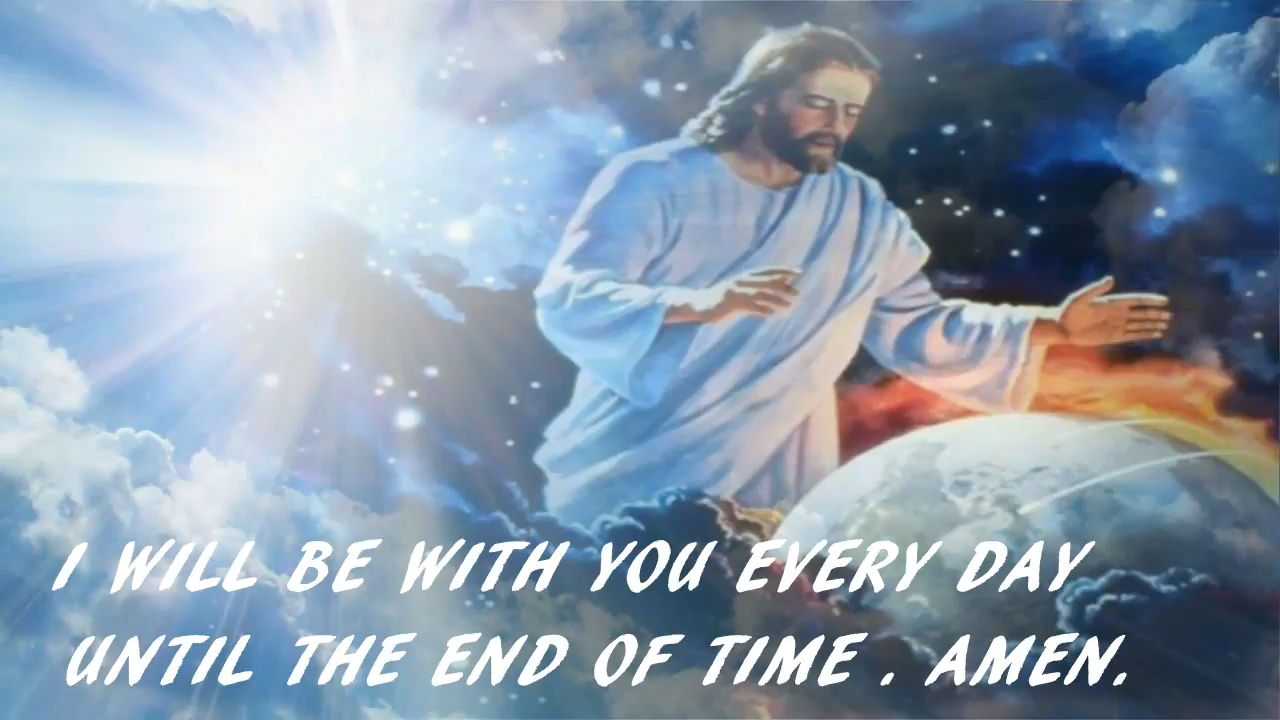 I WILL BE WITH YOU EVERY DAY
UNTIL THE END OF TIME . AMEN.